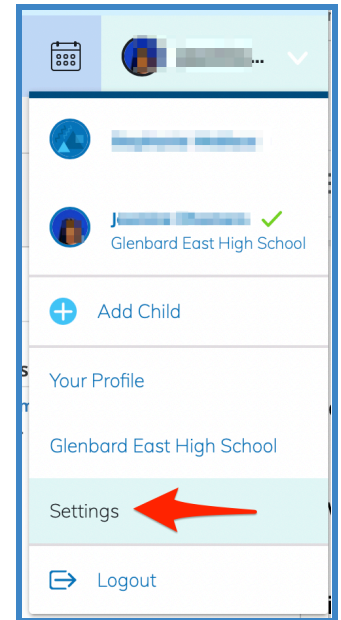 ...
Glenbard East High School
Add Child
Your Profile
Glenbard East High School
Settings
Logout